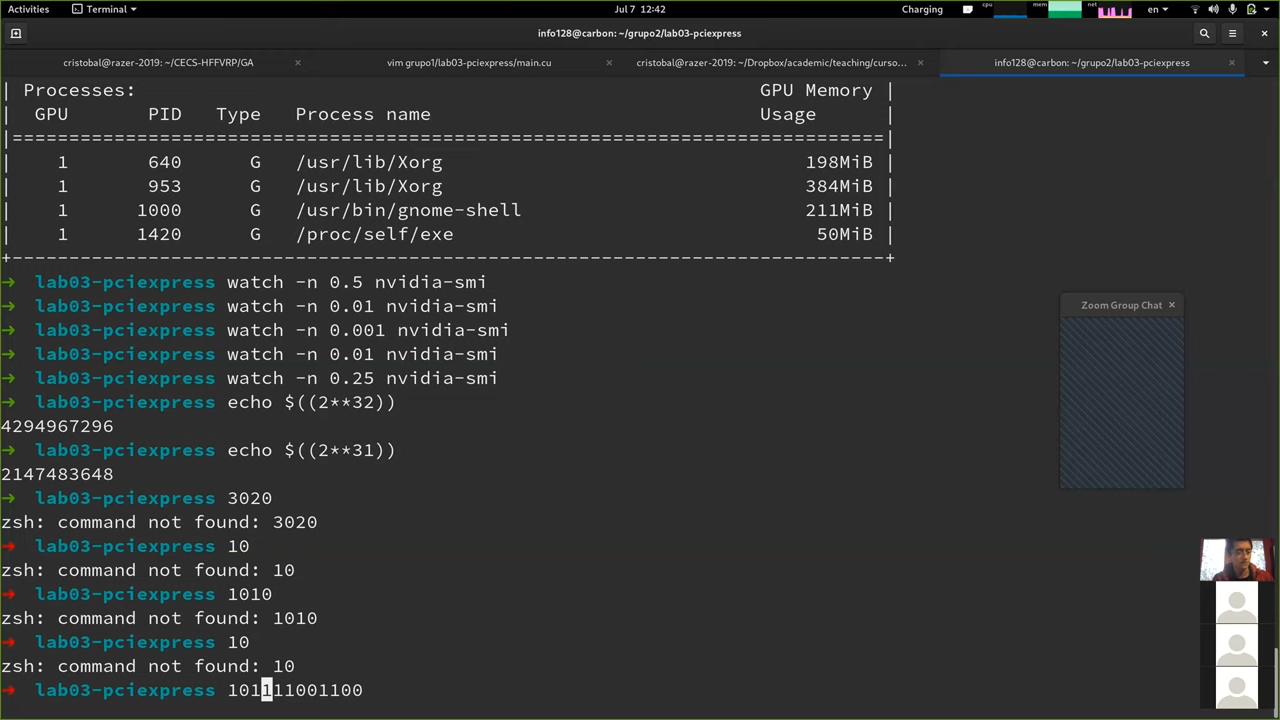 Activities Terminal Jul 7 12:42 Charging cpu mem net en
info128@carbon: ~/grupo2/lab03-pciexpress
cristobal@razer-2019: ~/CECS-HFFVRP/GA × vim grupo1/lab03-pciexpress/main.cu × cristobal@razer-2019: ~/Dropbox/academic/teaching/curso... × info128@carbon: ~/grupo2/lab03-pciexpress ×
| Processes: GPU Memory |
| GPU PID Type Process name Usage |
|=============================================================================|
| 1 640 G /usr/lib/Xorg 198MiB |
| 1 953 G /usr/lib/Xorg 384MiB |
| 1 1000 G /usr/bin/gnome-shell 211MiB |
| 1 1420 G /proc/self/exe 50MiB |
+-----------------------------------------------------------------------------+
→ lab03-pciexpress watch -n 0.5 nvidia-smi
→ lab03-pciexpress watch -n 0.01 nvidia-smi
→ lab03-pciexpress watch -n 0.001 nvidia-smi
→ lab03-pciexpress watch -n 0.01 nvidia-smi
→ lab03-pciexpress watch -n 0.25 nvidia-smi
→ lab03-pciexpress echo $((2**32))
4294967296
→ lab03-pciexpress echo $((2**31))
2147483648
→ lab03-pciexpress 3020
zsh: command not found: 3020
→ lab03-pciexpress 10
zsh: command not found: 10
→ lab03-pciexpress 1010
zsh: command not found: 1010
→ lab03-pciexpress 10
zsh: command not found: 10
→ lab03-pciexpress 101111001100
Zoom Group Chat ×